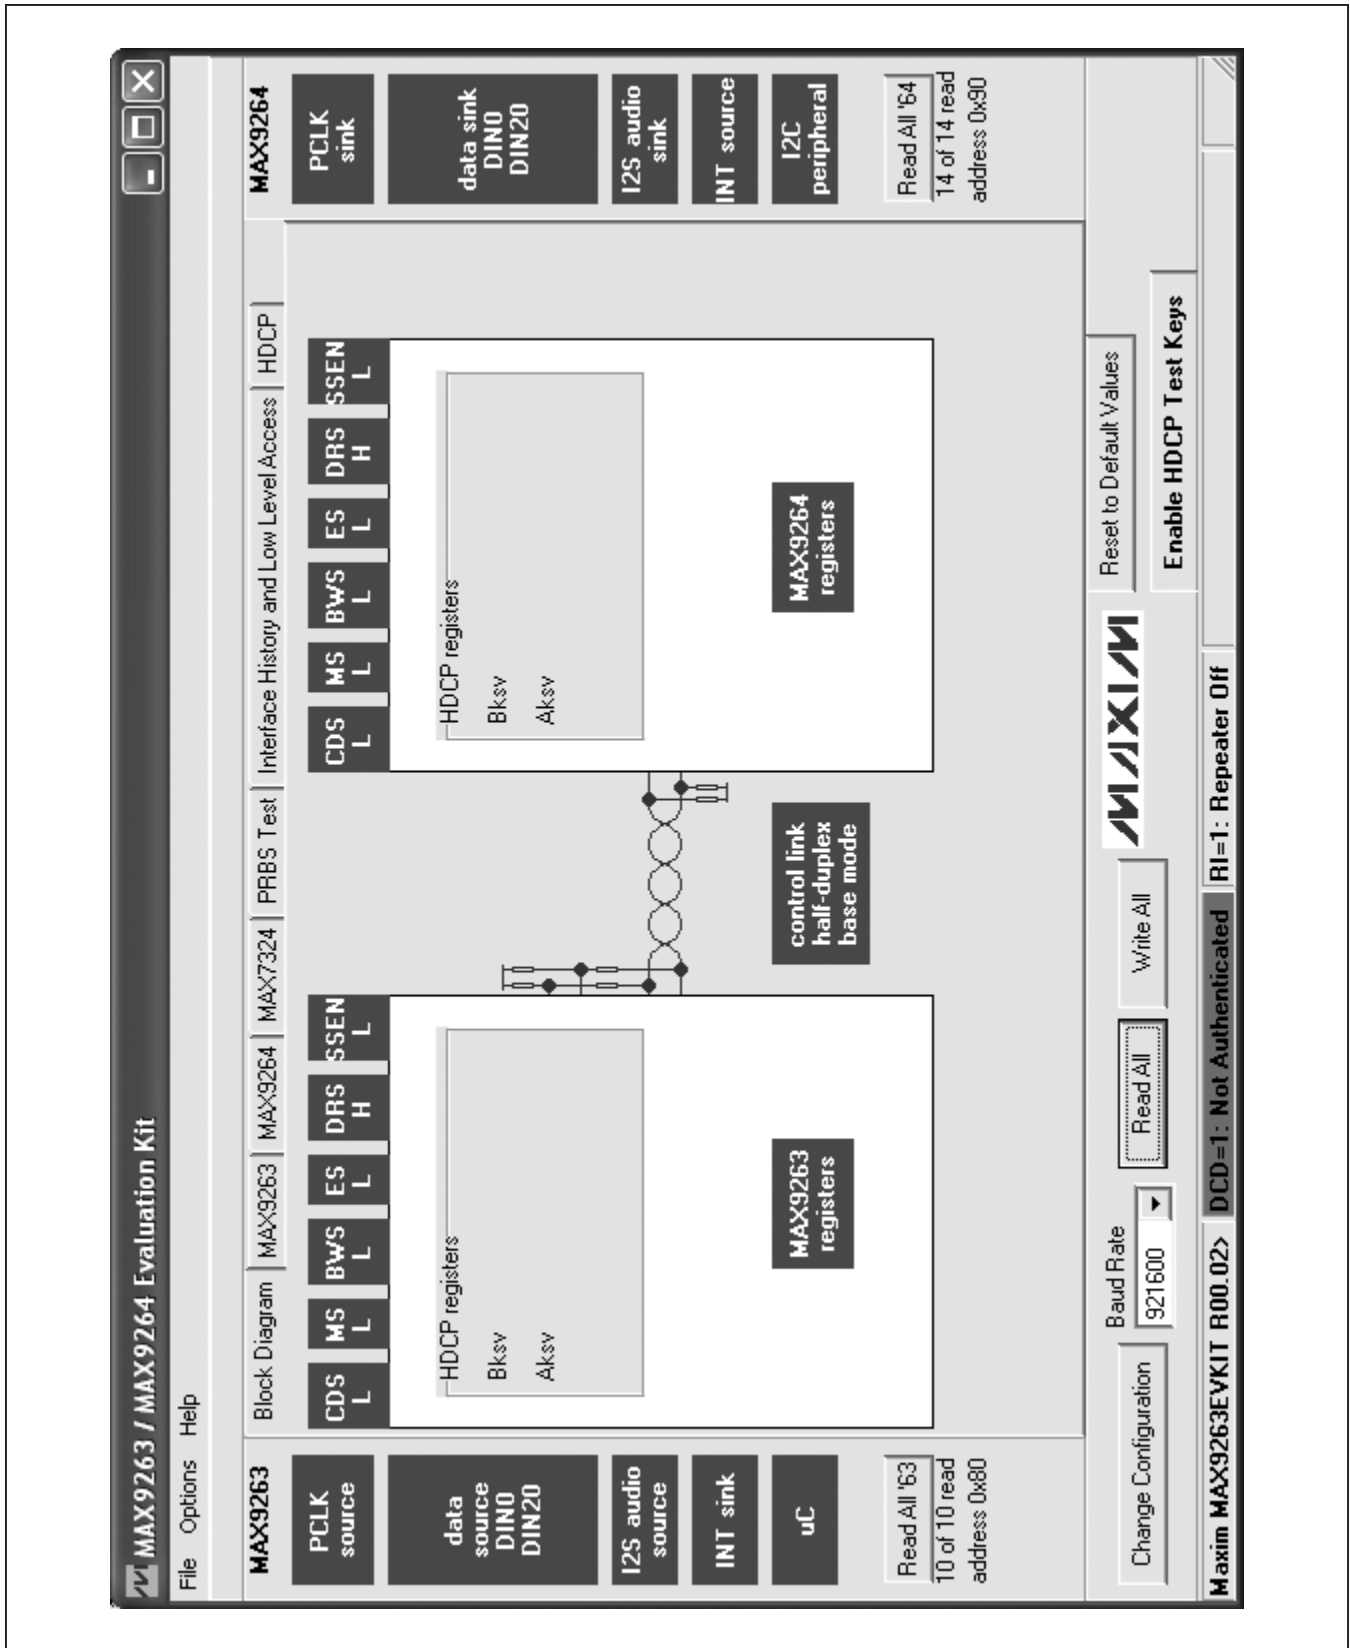 MAX9263 / MAX9264 Evaluation Kit
File Options Help
MAX9263
PCLK
source
data
source
DIN0
DIN20
I2S audio
source
INT sink
uC
Read All '63
10 of 10 read
address 0x80
Block Diagram MAX9263 MAX9264 MAX7324 PRBS Test Interface History and Low Level Access HDCP
CDS
L
MS
L
BWS
L
ES
L
DRS
H
SSEN
L
HDCP registers
Bksv
Aksv
MAX9263
registers
control link
half-duplex
base mode
CDS
L
MS
L
BWS
L
ES
L
DRS
H
SSEN
L
HDCP registers
Bksv
Aksv
MAX9264
registers
MAX9264
PCLK
sink
data sink
DIN0
DIN20
I2S audio
sink
INT source
I2C
peripheral
Read All '64
14 of 14 read
address 0x90
Change Configuration
Baud Rate
921600
Read All
Write All
MAXIM
Reset to Default Values
Enable HDCP Test Keys
Maxim MAX9263EVKIT R00.02> DCD=1: Not Authenticated RI=1: Repeater Off